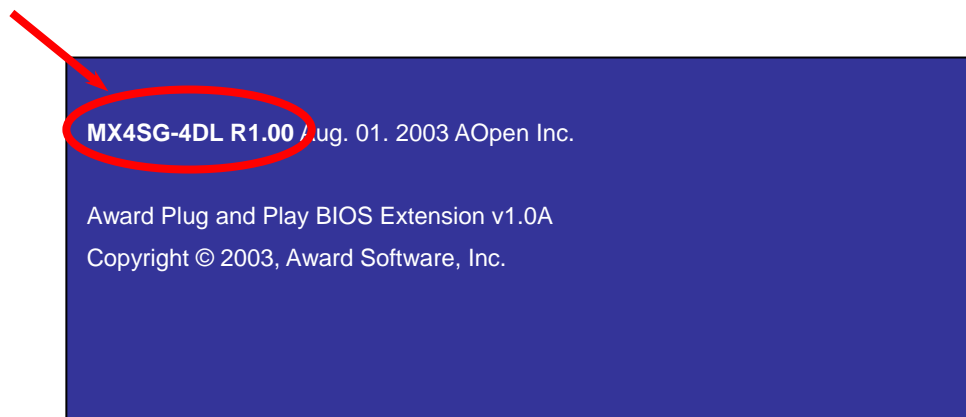 MX4SG-4DL R1.00 Aug. 01. 2003 AOpen Inc.
Award Plug and Play BIOS Extension v1.0A
Copyright © 2003, Award Software, Inc.